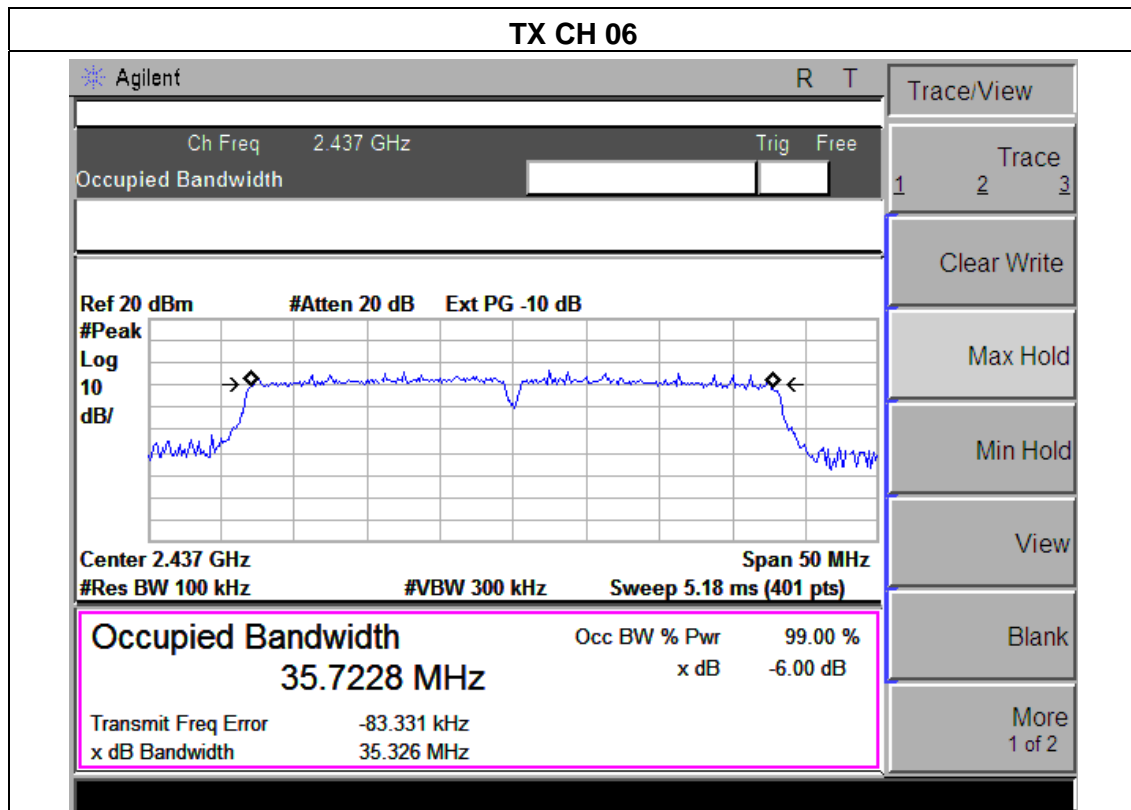 TX CH 06
Agilent R T
Trace/View
Ch Freq 2.437 GHz Trig Free
Occupied Bandwidth
Trace
1 2 3
Clear Write
Ref 20 dBm #Atten 20 dB Ext PG -10 dB
#Peak
Log
10
dB/
Max Hold
Min Hold
View
Center 2.437 GHz Span 50 MHz
#Res BW 100 kHz #VBW 300 kHz Sweep 5.18 ms (401 pts)
Occupied Bandwidth Occ BW % Pwr 99.00 %
35.7228 MHz x dB -6.00 dB
Blank
Transmit Freq Error -83.331 kHz
x dB Bandwidth 35.326 MHz
More
1 of 2